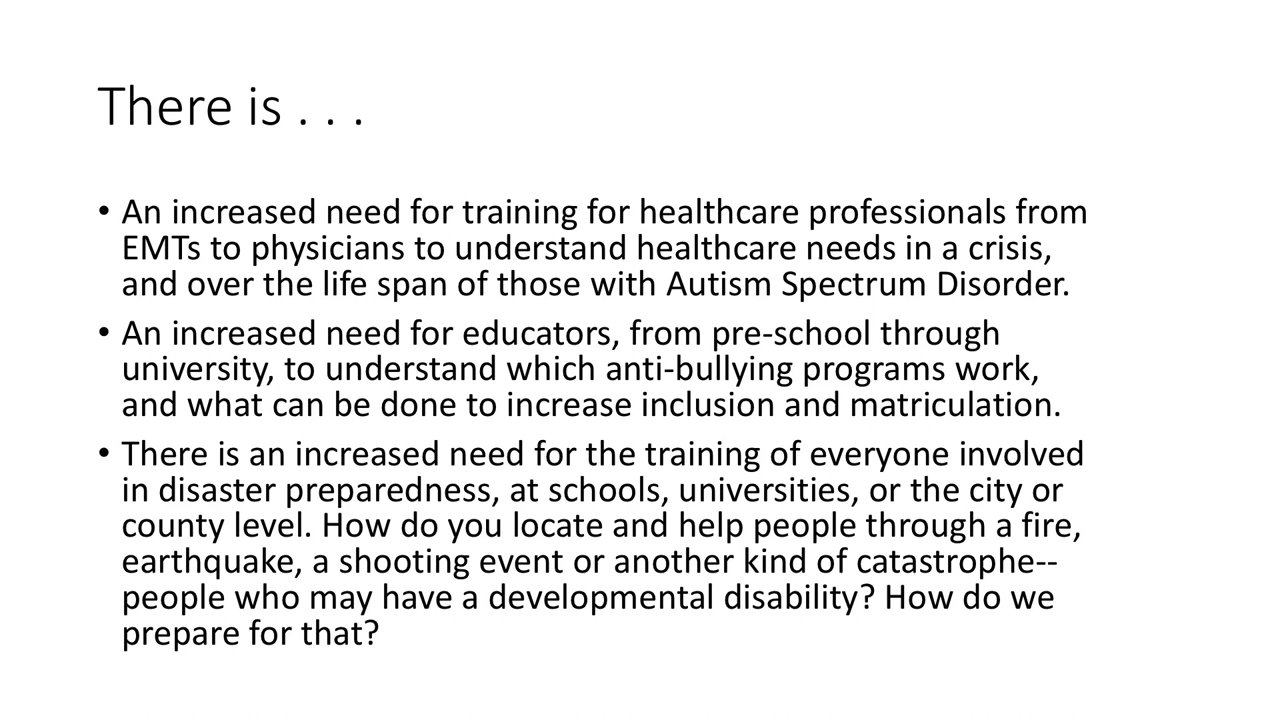 There is . . .
• An increased need for training for healthcare professionals from
EMTs to physicians to understand healthcare needs in a crisis,
and over the life span of those with Autism Spectrum Disorder.
• An increased need for educators, from pre-school through
university, to understand which anti-bullying programs work,
and what can be done to increase inclusion and matriculation.
• There is an increased need for the training of everyone involved
in disaster preparedness, at schools, universities, or the city or
county level. How do you locate and help people through a fire,
earthquake, a shooting event or another kind of catastrophe--
people who may have a developmental disability? How do we
prepare for that?